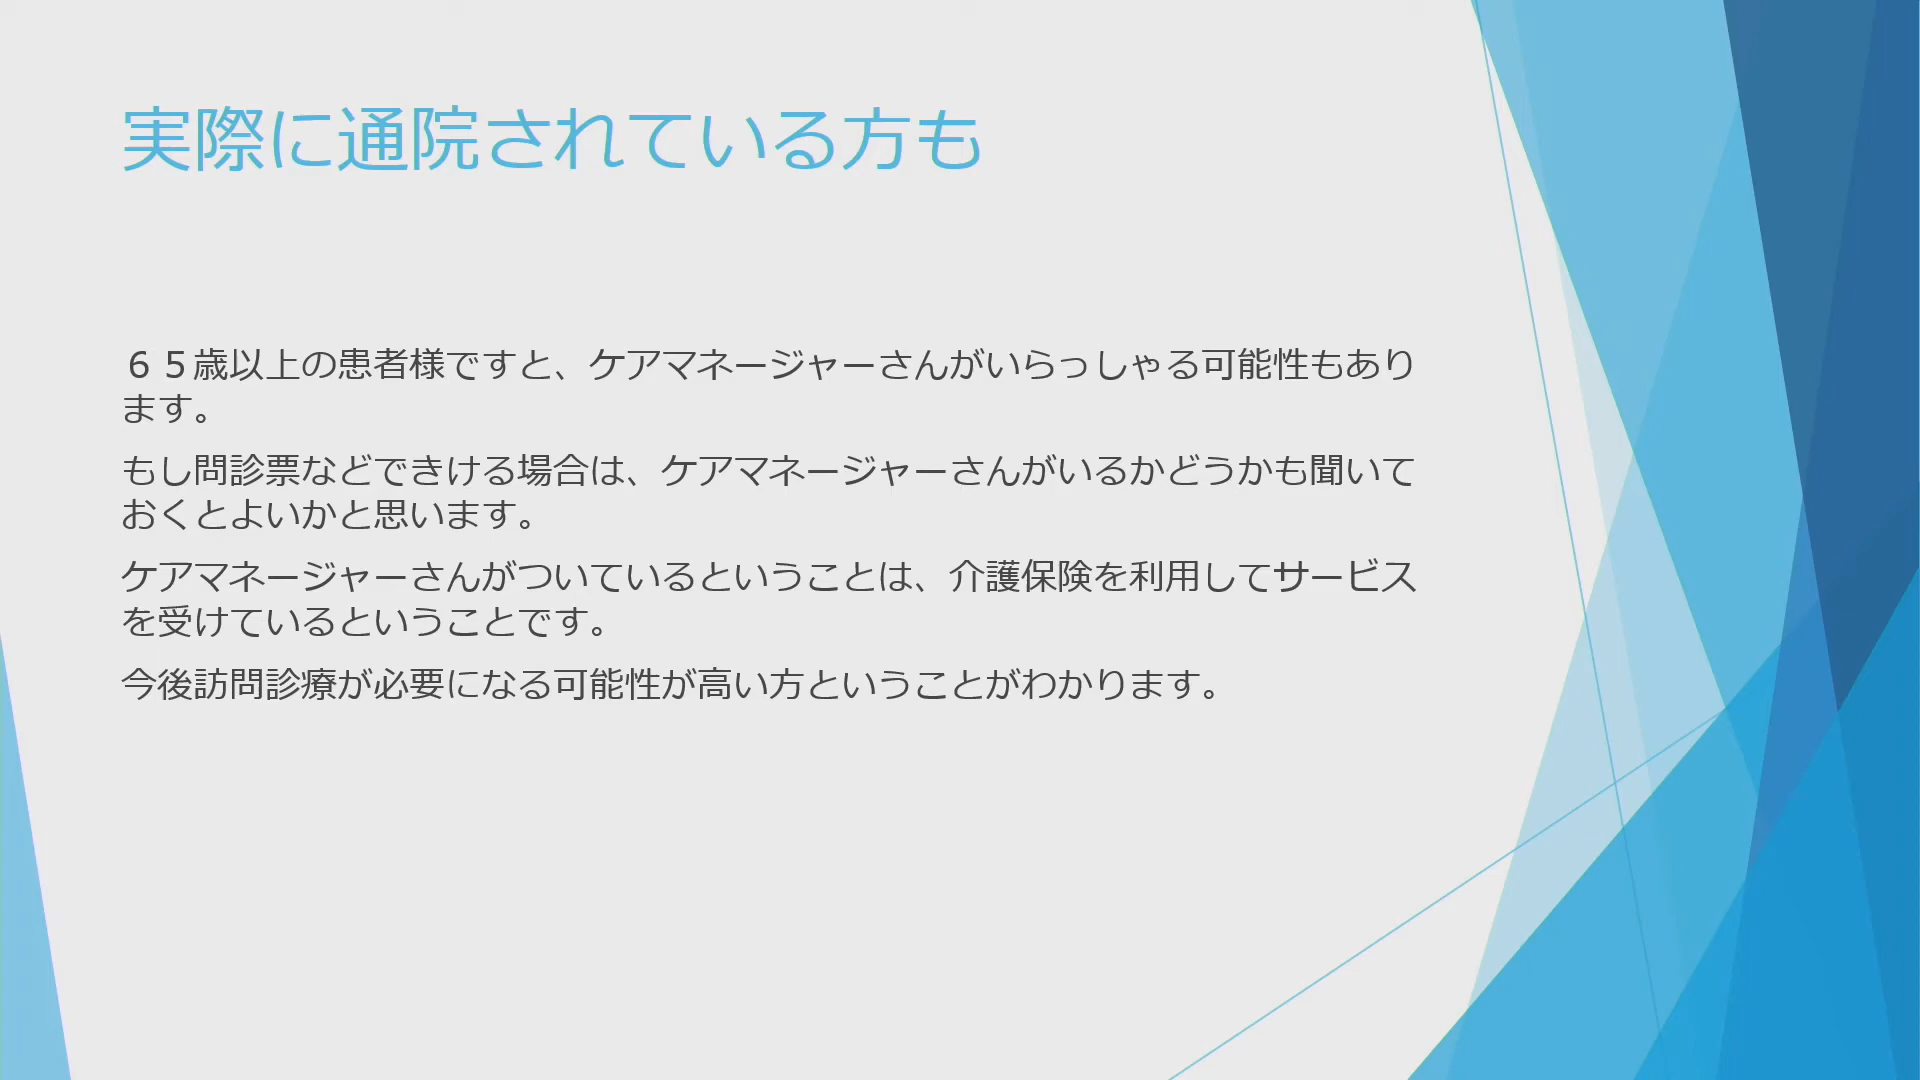 実際に通院されている方も
６５歳以上の患者様ですと、ケアマネージャーさんがいらっしゃる可能性もあり
ます。
もし問診票などできける場合は、ケアマネージャーさんがいるかどうかも聞いて
おくとよいかと思います。
ケアマネージャーさんがついているということは、介護保険を利用してサービス
を受けているということです。
今後訪問診療が必要になる可能性が高い方ということがわかります。